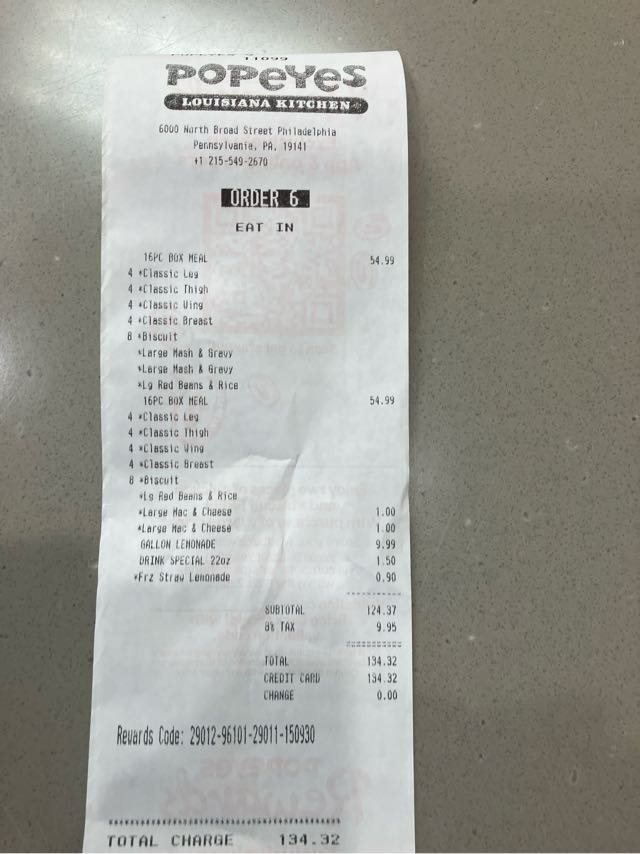 11099
POPEYES
LOUISIANA KITCHEN
6000 North Broad Street Philadelphia
Pennsylvania, PA, 19141
+1 215-549-2670
ORDER 6
EAT IN
16PC BOX MEAL 54.99
4 *Classic Leg
4 *Classic Thigh
4 *Classic Wing
4 *Classic Breast
8 *Biscuit
*Large Mash & Gravy
*Large Mash & Gravy
*Lg Red Beans & Rice
16PC BOX MEAL 54.99
4 *Classic Leg
4 *Classic Thigh
4 *Classic Wing
4 *Classic Breast
8 *Biscuit
*Lg Red Beans & Rice
*Large Mac & Cheese 1.00
*Large Mac & Cheese 1.00
GALLON LEMONADE 9.99
DRINK SPECIAL 22oz 1.50
*Frz Straw Lemonade 0.90
SUBTOTAL 124.37
8% TAX 9.95
TOTAL 134.32
CREDIT CARD 134.32
CHANGE 0.00
Rewards Code: 29012-96101-29011-150930
TOTAL CHARGE 134.32